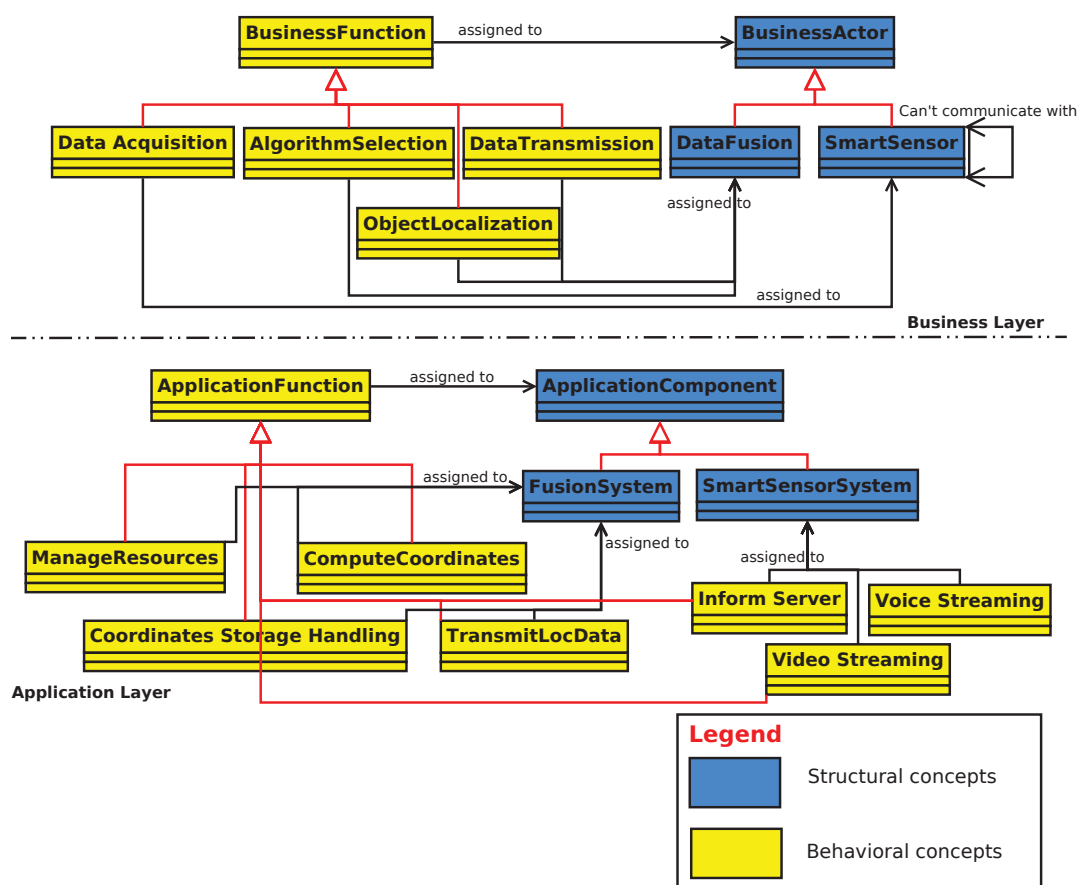 BusinessFunction
assigned to
BusinessActor
Can't communicate with
Data Acquisition
AlgorithmSelection
DataTransmission
DataFusion
SmartSensor
assigned to
ObjectLocalization
assigned to
Business Layer
ApplicationFunction
assigned to
ApplicationComponent
assigned to
FusionSystem
SmartSensorSystem
assigned to
assigned to
ManageResources
ComputeCoordinates
Inform Server
Voice Streaming
Coordinates Storage Handling
TransmitLocData
Video Streaming
Application Layer
Legend
Structural concepts
Behavioral concepts